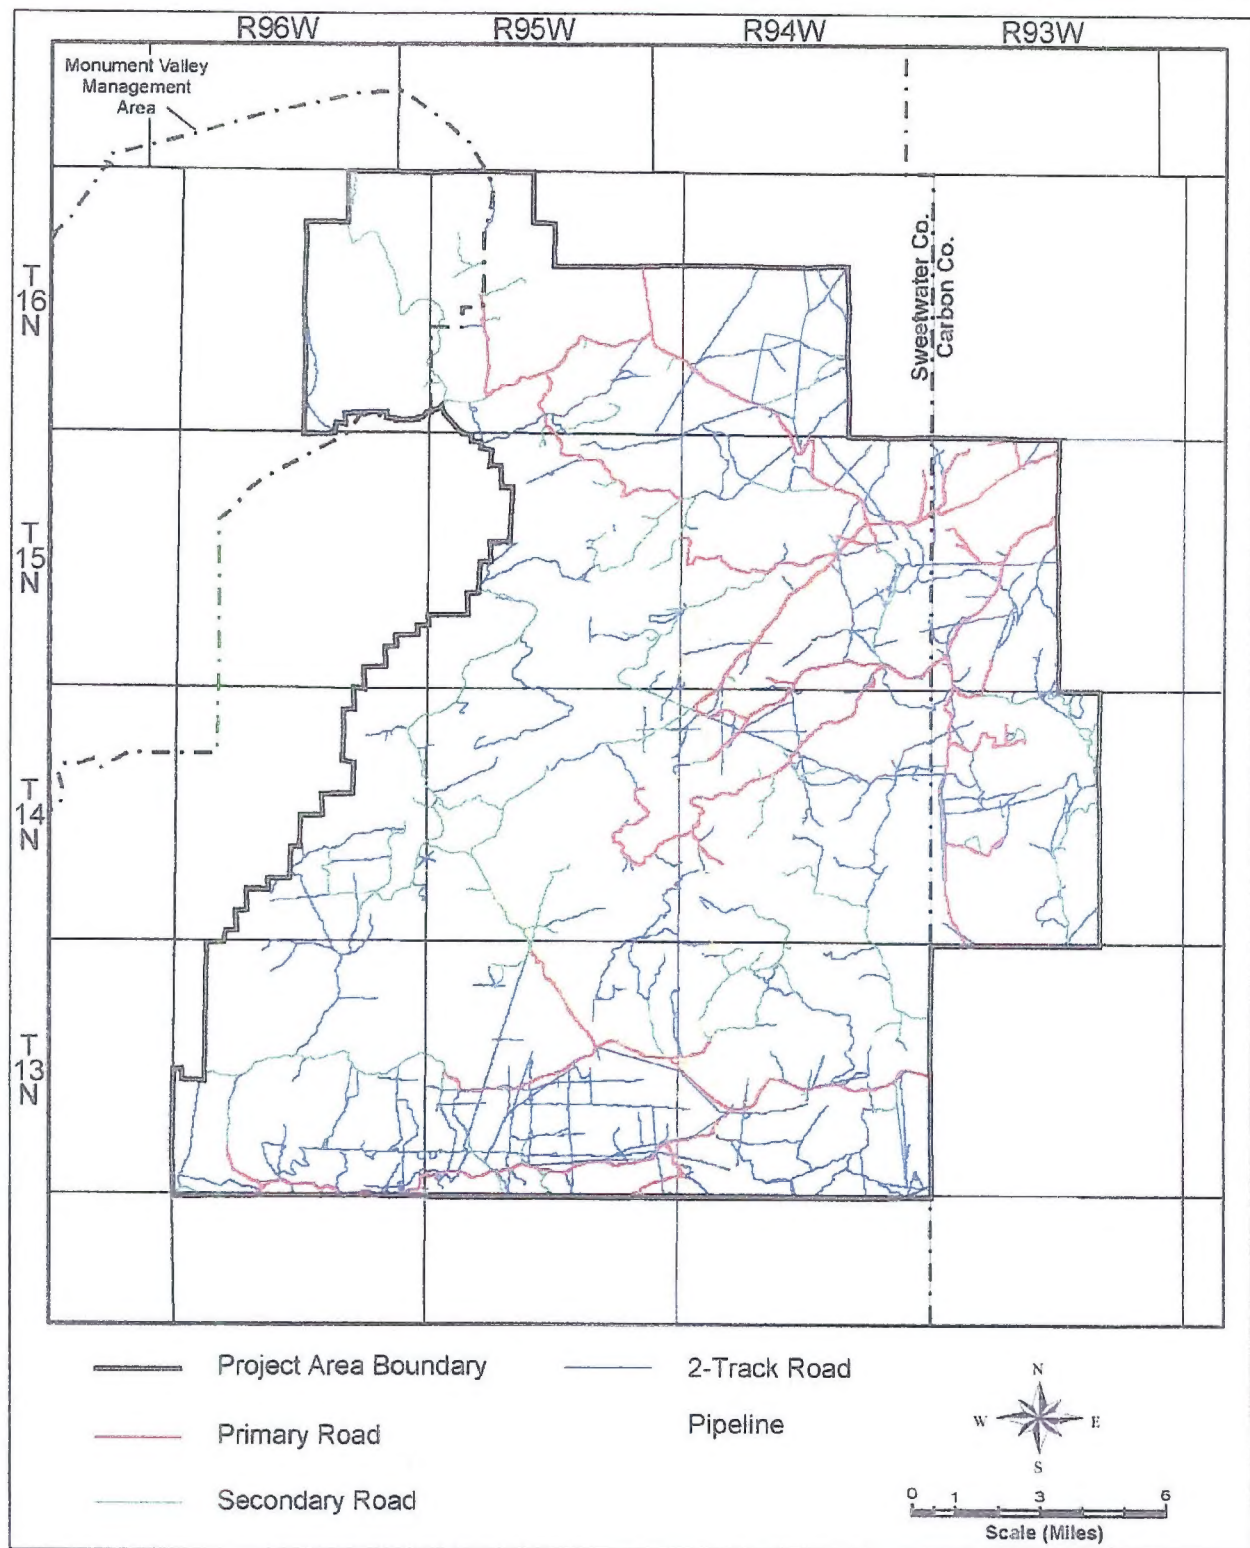 R96W R95W R94W R93W
Monument Valley
Management
Area
Sweetwater Co.
Carbon Co.
T
16
N
T
15
N
T
14
N
T
13
N
Project Area Boundary
2-Track Road
Primary Road
Pipeline
Secondary Road
N
W E
S
0 1 3 6
Scale (Miles)